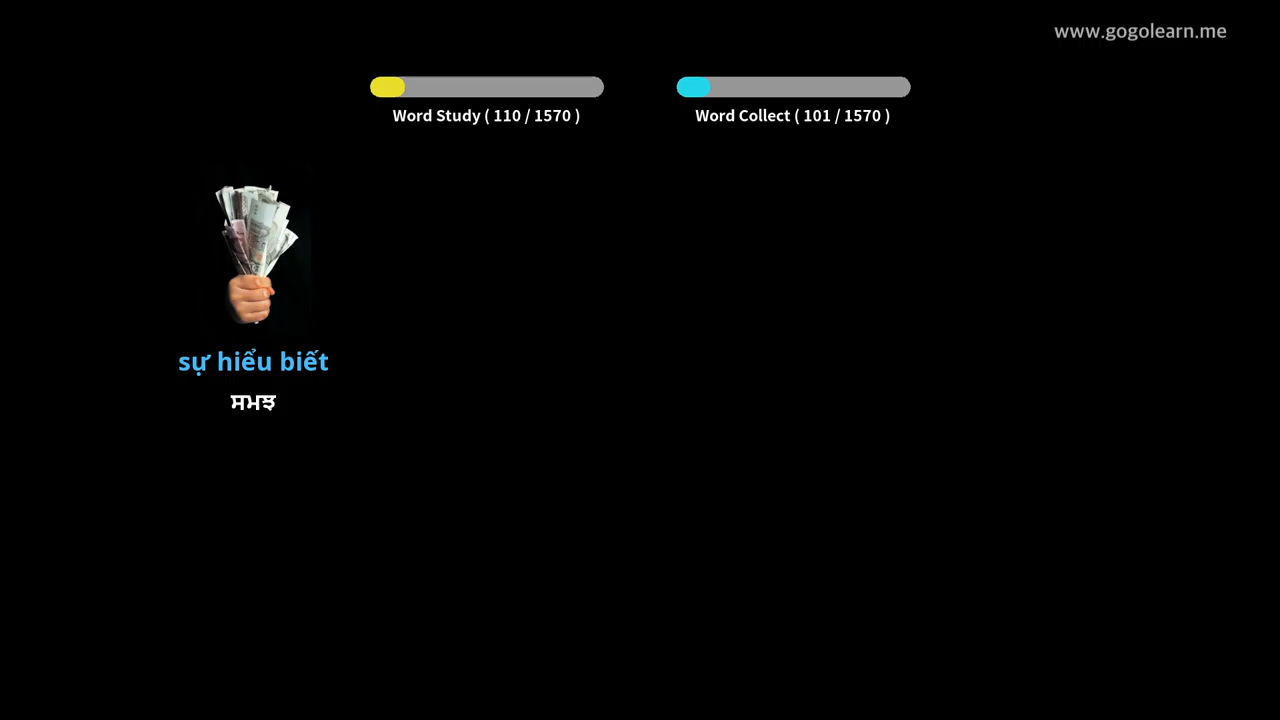 www.gogolearn.me
Word Study ( 110 / 1570 )
Word Collect ( 101 / 1570 )
sự hiểu biết
ਸਮਝ